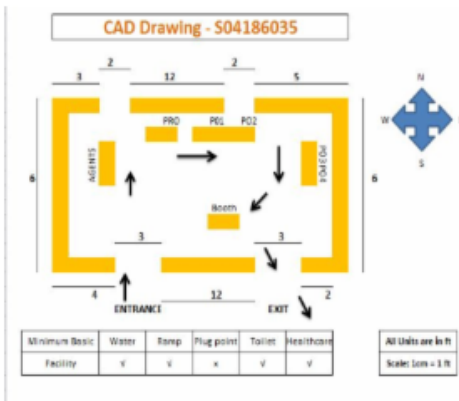 CAD Drawing - S04186035
2 2
3 12 5
N
PRO P01 PO2
W
AGENTS
PO3PO4
S
6 6
Booth
3 3
4 ENTRANCE 12 EXIT 2
Minimum Basic Water Ramp Plug point Toilet Healthcare
Facility √ √ × √ √
All Units are in ft
Scale: 1cm = 1 ft